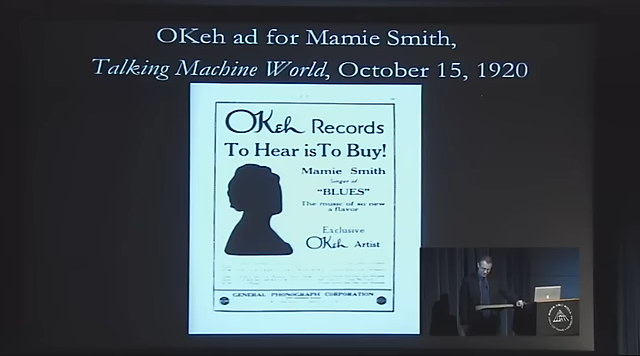 OKeh ad for Mamie Smith,
Talking Machine World, October 15, 1920
OKeh Records
To Hear is To Buy!
Mamie Smith
Singer of
"BLUES"
The music of so new
a flavor
Exclusive
OKeh Artist
GENERAL PHONOGRAPH CORPORATION